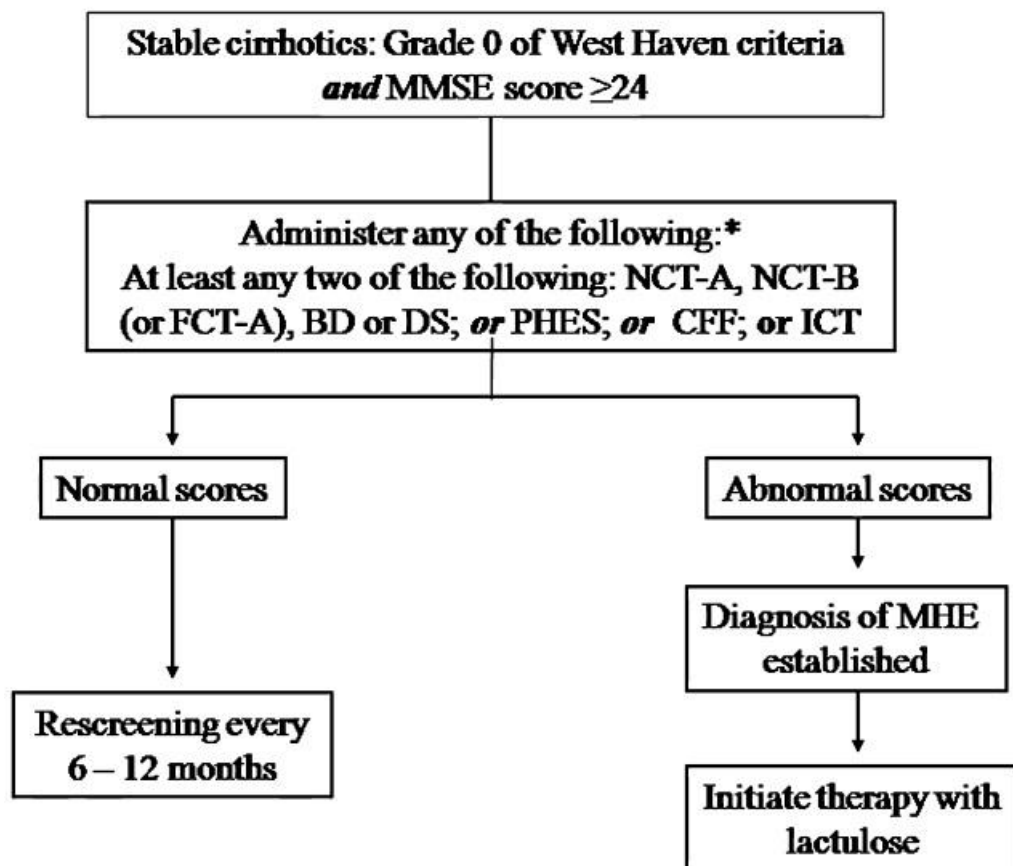 Stable cirrhotics: Grade 0 of West Haven criteria
and MMSE score ≥24
Administer any of the following:*
At least any two of the following: NCT-A, NCT-B
(or FCT-A), BD or DS; or PHES; or CFF; or ICT
Normal scores
Abnormal scores
Diagnosis of MHE
established
Rescreening every
6 – 12 months
Initiate therapy with
lactulose